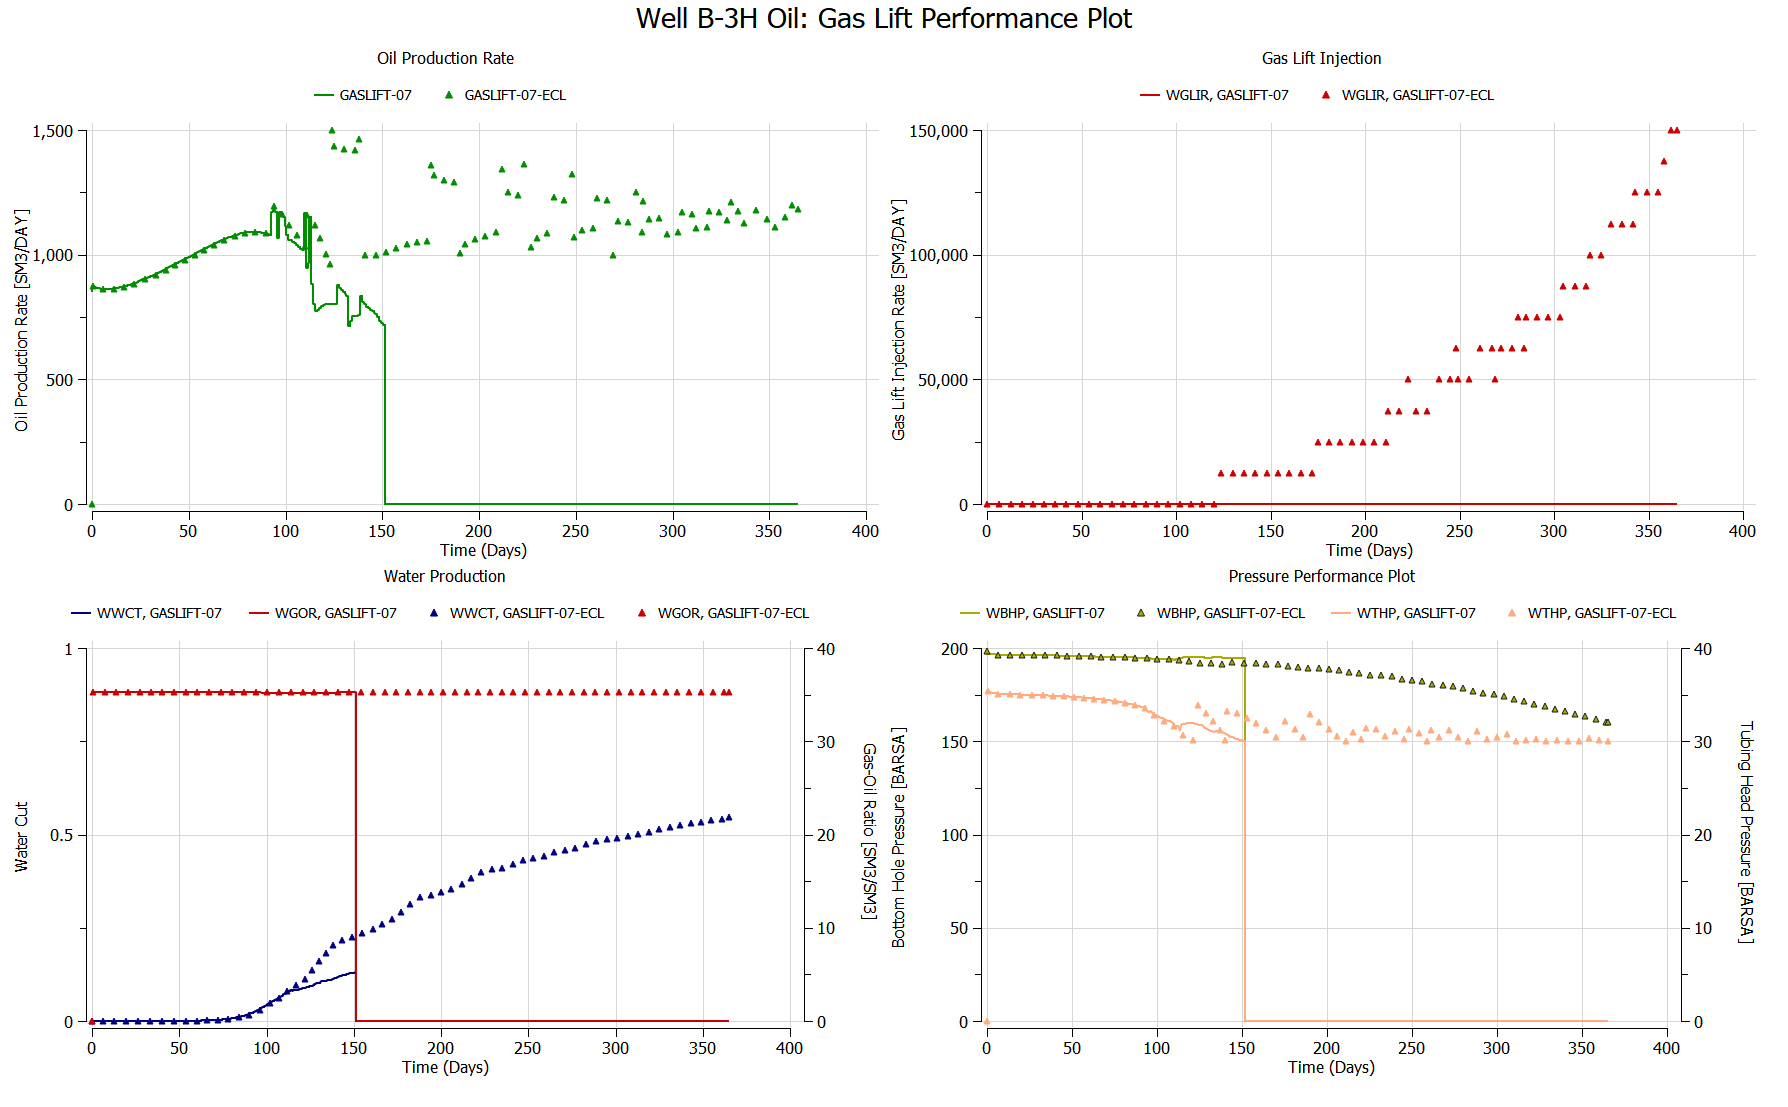 Well B-3H Oil: Gas Lift Performance Plot
Oil Production Rate
GASLIFT-07 GASLIFT-07-ECL
Oil Production Rate [SM3/DAY]
1,500
1,000
500
0
0 50 100 150 200 250 300 350 400
Time (Days)
Gas Lift Injection
WGLIR, GASLIFT-07 WGLIR, GASLIFT-07-ECL
Gas Lift Injection Rate [SM3/DAY]
150,000
100,000
50,000
0
0 50 100 150 200 250 300 350 400
Time (Days)
Water Production
WWCT, GASLIFT-07 WGOR, GASLIFT-07 WWCT, GASLIFT-07-ECL WGOR, GASLIFT-07-ECL
Water Cut
1
0.5
0
40
30
20
10
0
Gas-Oil Ratio [SM3/SM3]
0 50 100 150 200 250 300 350 400
Time (Days)
Pressure Performance Plot
WBHP, GASLIFT-07 WBHP, GASLIFT-07-ECL WTHP, GASLIFT-07 WTHP, GASLIFT-07-ECL
Bottom Hole Pressure [BARSA]
200
150
100
50
0
40
30
20
10
0
Tubing Head Pressure [BARSA]
0 50 100 150 200 250 300 350 400
Time (Days)